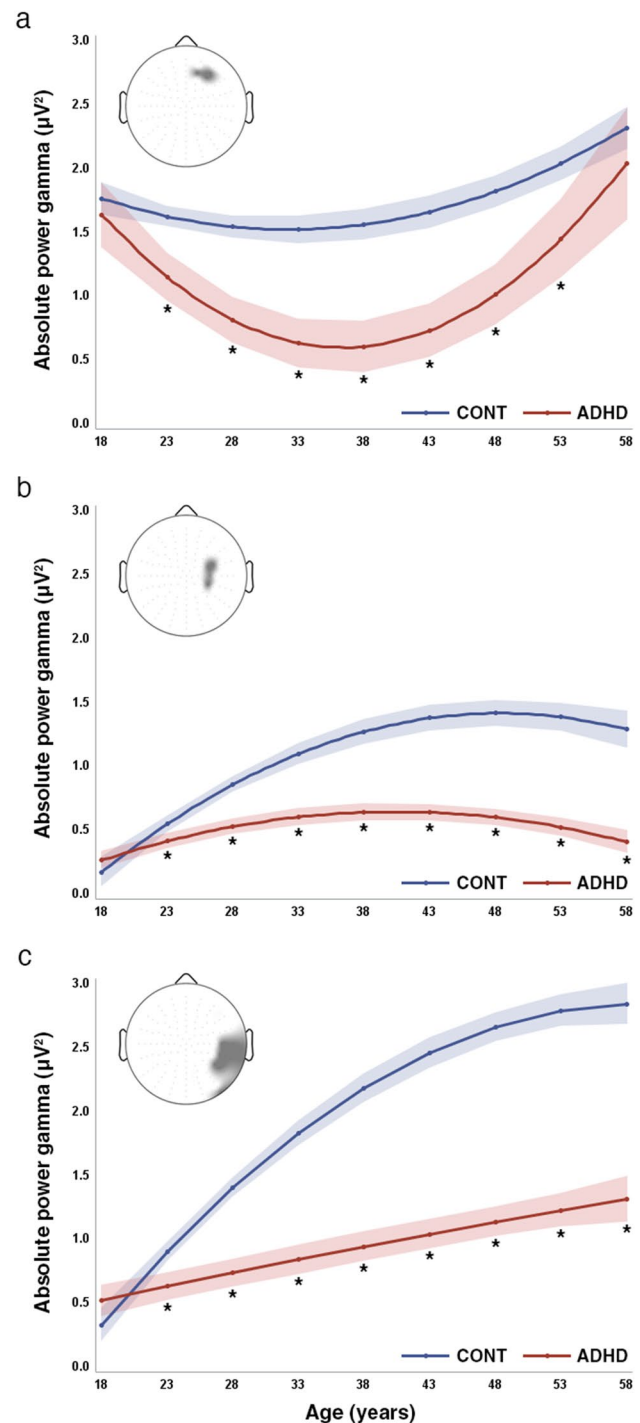 a
Absolute power gamma (µV²)
3.0
2.5
2.0
1.5
1.0
0.5
0.0
* * * * * * *
CONT ADHD
18 23 28 33 38 43 48 53 58
b
Absolute power gamma (µV²)
3.0
2.5
2.0
1.5
1.0
0.5
0.0
* * * * * * * *
CONT ADHD
18 23 28 33 38 43 48 53 58
c
Absolute power gamma (µV²)
3.0
2.5
2.0
1.5
1.0
0.5
0.0
* * * * * * * *
CONT ADHD
18 23 28 33 38 43 48 53 58
Age (years)